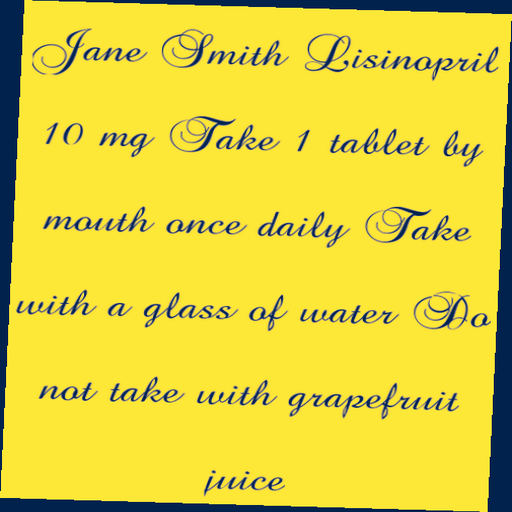 Jane Smith Lisinopril
10 mg Take 1 tablet by
mouth once daily Take
with a glass of water Do
not take with grapefruit
juice